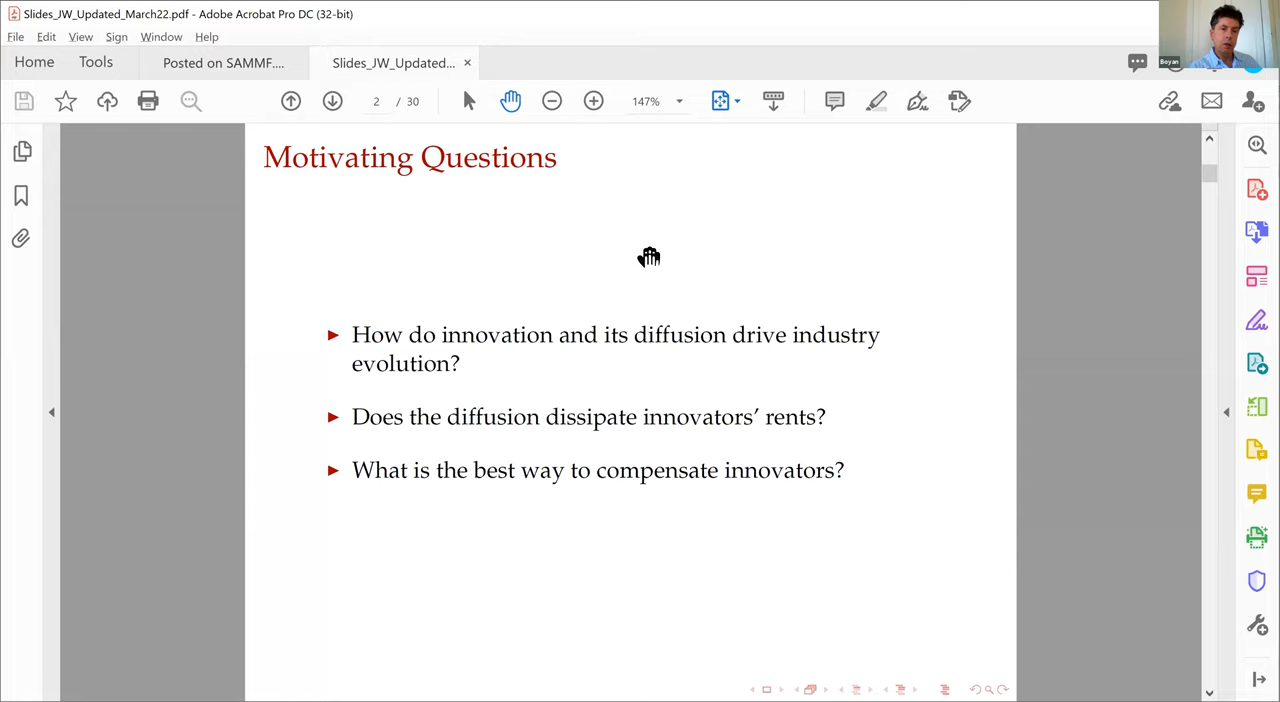 Slides_JW_Updated_March22.pdf - Adobe Acrobat Pro DC (32-bit)
File Edit View Sign Window Help
Home Tools Posted on SAMMF.... Slides_JW_Updated... ×
2 / 30 147%
Boyan
Motivating Questions
How do innovation and its diffusion drive industry
evolution?
Does the diffusion dissipate innovators’ rents?
What is the best way to compensate innovators?